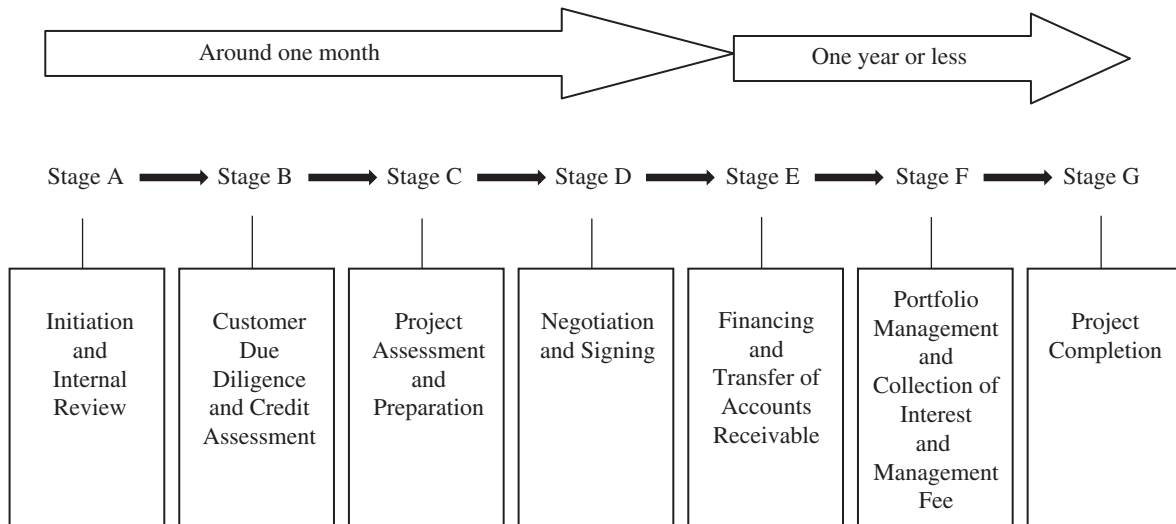 Around one month
One year or less
Stage A
Stage B
Stage C
Stage D
Stage E
Stage F
Stage G
Initiation
and
Internal
Review
Customer
Due
Diligence
and Credit
Assessment
Project
Assessment
and
Preparation
Negotiation
and Signing
Financing
and
Transfer of
Accounts
Receivable
Portfolio
Management
and
Collection of
Interest
and
Management
Fee
Project
Completion